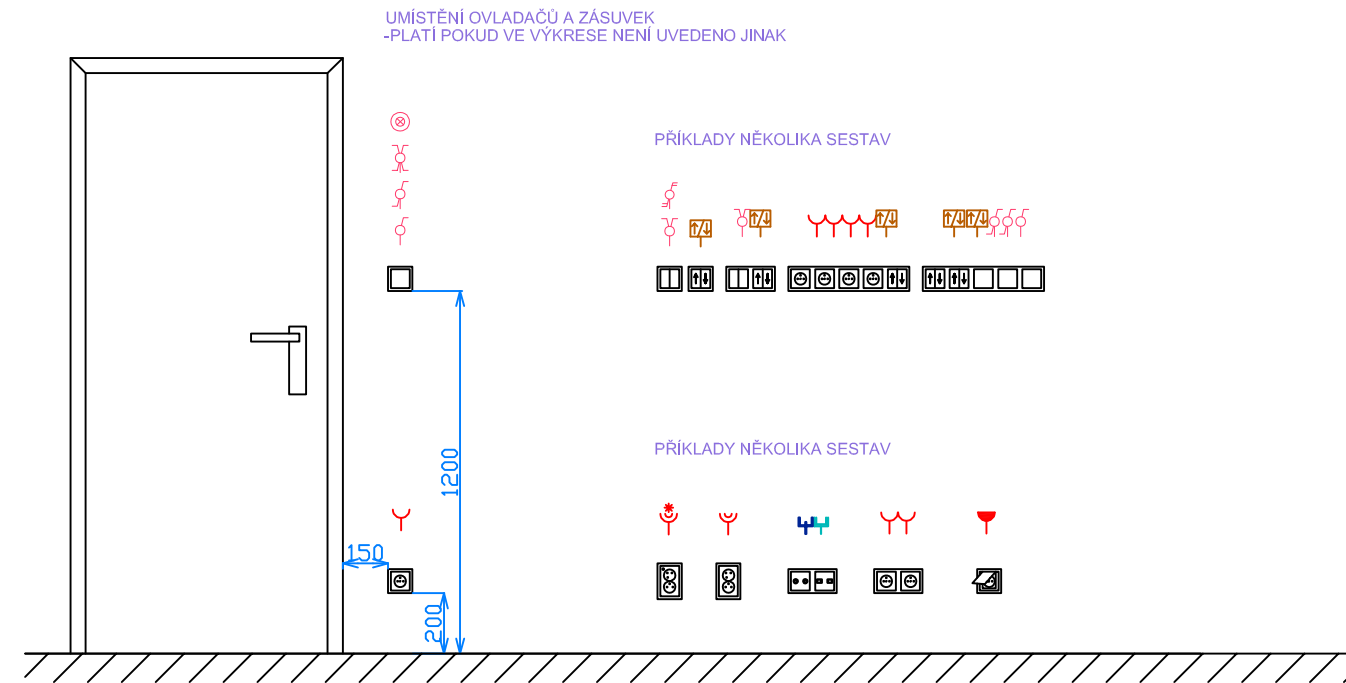 UMÍSTĚNÍ OVLADAČŮ A ZÁSUVEK
-PLATÍ POKUD VE VÝKRESE NENÍ UVEDENO JINAK
PŘÍKLADY NĚKOLIKA SESTAV
PŘÍKLADY NĚKOLIKA SESTAV
1200
150
200